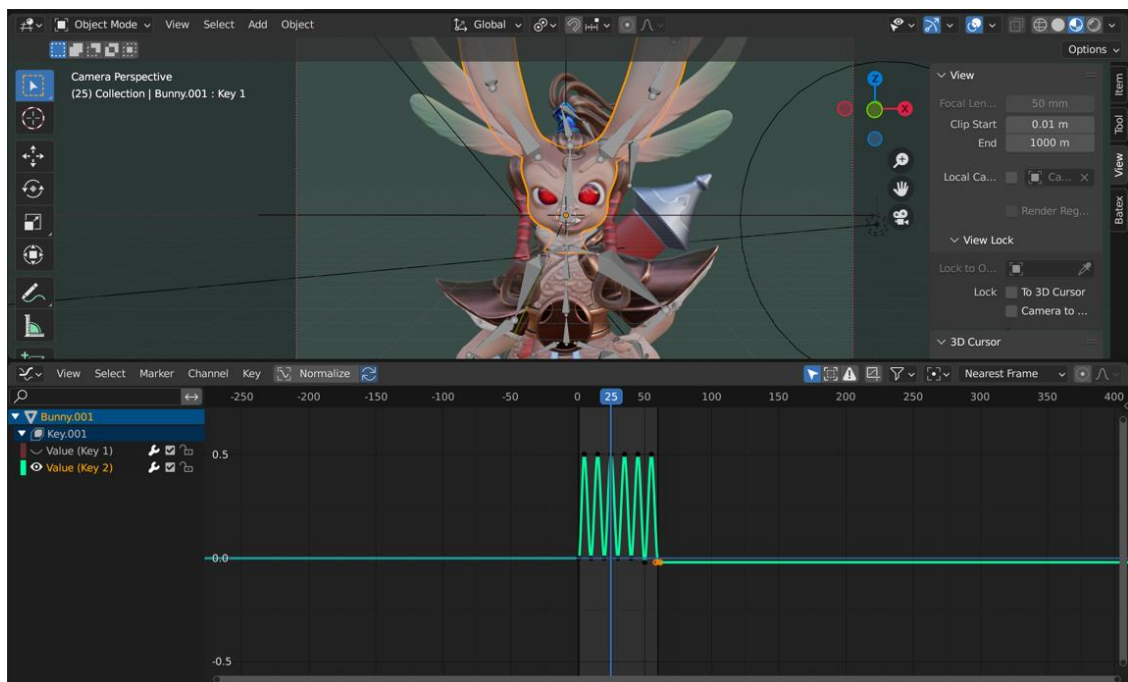 Object Mode View Select Add Object Global
Options
Camera Perspective
(25) Collection | Bunny.001 : Key 1
Z
X
View
Focal Len... 50 mm
Clip Start 0.01 m
End 1000 m
Local Ca... Ca...
Render Reg...
View Lock
Lock to O...
Lock To 3D Cursor
Camera to ...
3D Cursor
Item
Tool
View
Batex
View Select Marker Channel Key Normalize Nearest Frame
-250 -200 -150 -100 -50 0 25 50 100 150 200 250 300 350 400
Bunny.001
Key.001
Value (Key 1)
Value (Key 2)
0.5
0.0
-0.5